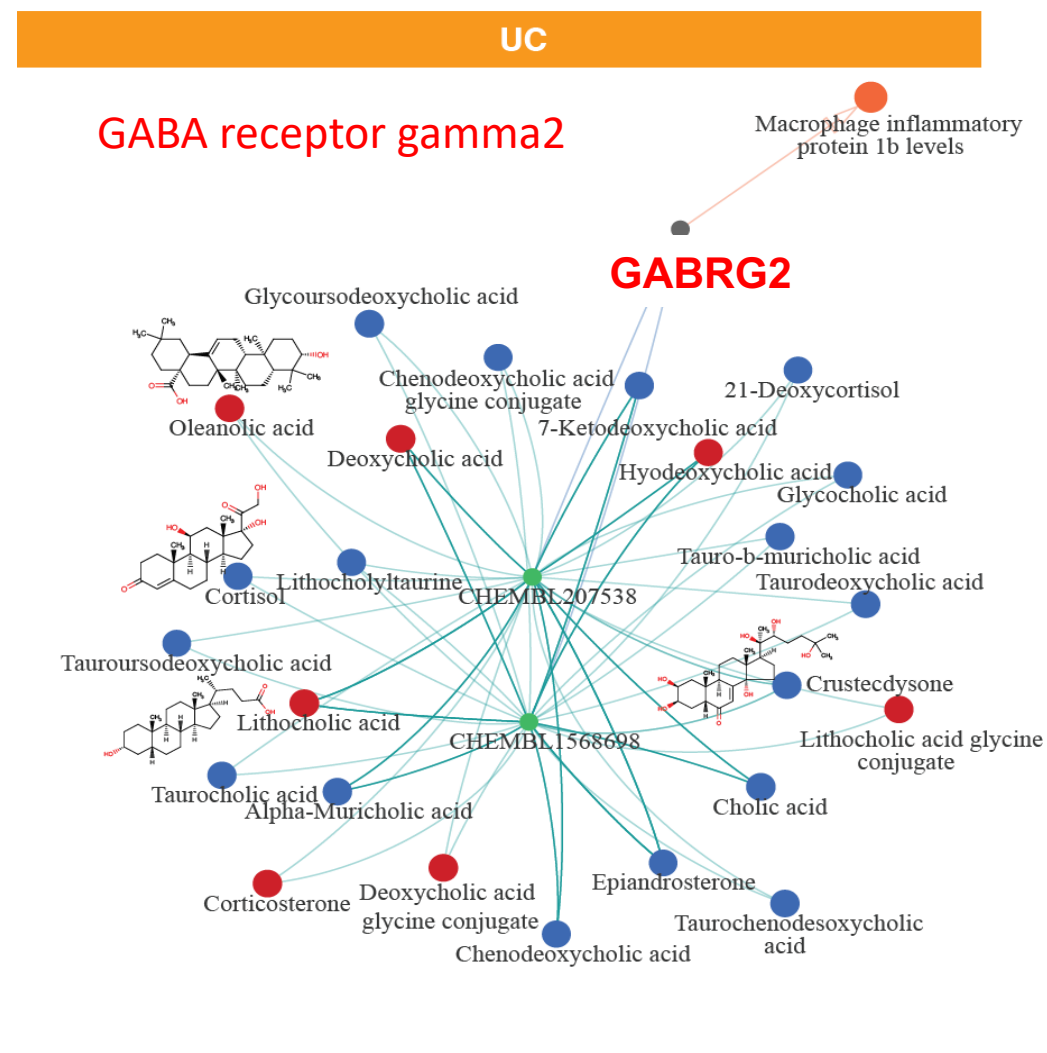 UC
Macrophage inflammatory
protein 1b levels
GABA receptor gamma2
GABRG2
Glycoursodeoxycholic acid
Chenodeoxycholic acid
glycine conjugate
21-Deoxycortisol
Oleanolic acid
7-Ketodeoxycholic acid
Deoxycholic acid
Hyodeoxycholic acid
Glycocholic acid
Tauro-b-muricholic acid
Lithocholyltaurine
Taurodeoxycholic acid
Cortisol
CHEMBL207538
Tauroursodeoxycholic acid
Crustecdysone
Lithocholic acid
CHEMBL1568698
Lithocholic acid glycine
conjugate
Taurocholic acid
Alpha-Muricholic acid
Cholic acid
Epiandrosterone
Corticosterone
Deoxycholic acid
glycine conjugate
Taurochenodesoxycholic
acid
Chenodeoxycholic acid